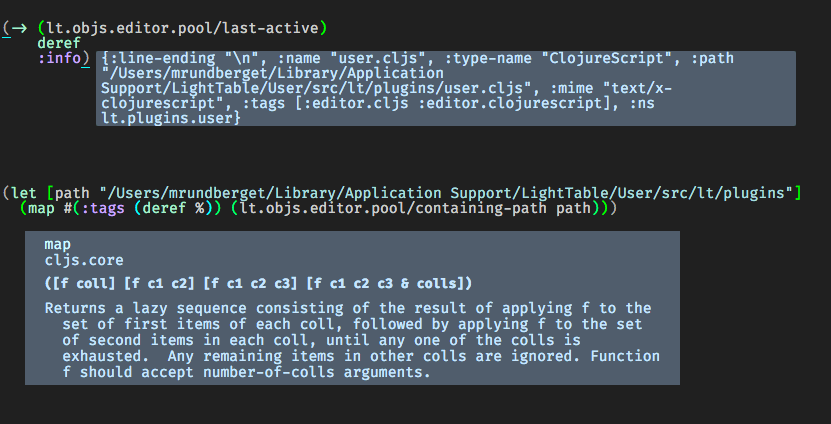 (-> (lt.objs.editor.pool/last-active)
deref
:info) {:line-ending "\n", :name "user.cljs", :type-name "ClojureScript", :path
"/Users/mrundberget/Library/Application
Support/LightTable/User/src/lt/plugins/user.cljs", :mime "text/x-
clojurescript", :tags [:editor.cljs :editor.clojurescript], :ns
lt.plugins.user}
(let [path "/Users/mrundberget/Library/Application Support/LightTable/User/src/lt/plugins"]
(map #(:tags (deref %)) (lt.objs.editor.pool/containing-path path)))
map
cljs.core
([f coll] [f c1 c2] [f c1 c2 c3] [f c1 c2 c3 & colls])
Returns a lazy sequence consisting of the result of applying f to the
set of first items of each coll, followed by applying f to the set
of second items in each coll, until any one of the colls is
exhausted.  Any remaining items in other colls are ignored. Function
f should accept number-of-colls arguments.